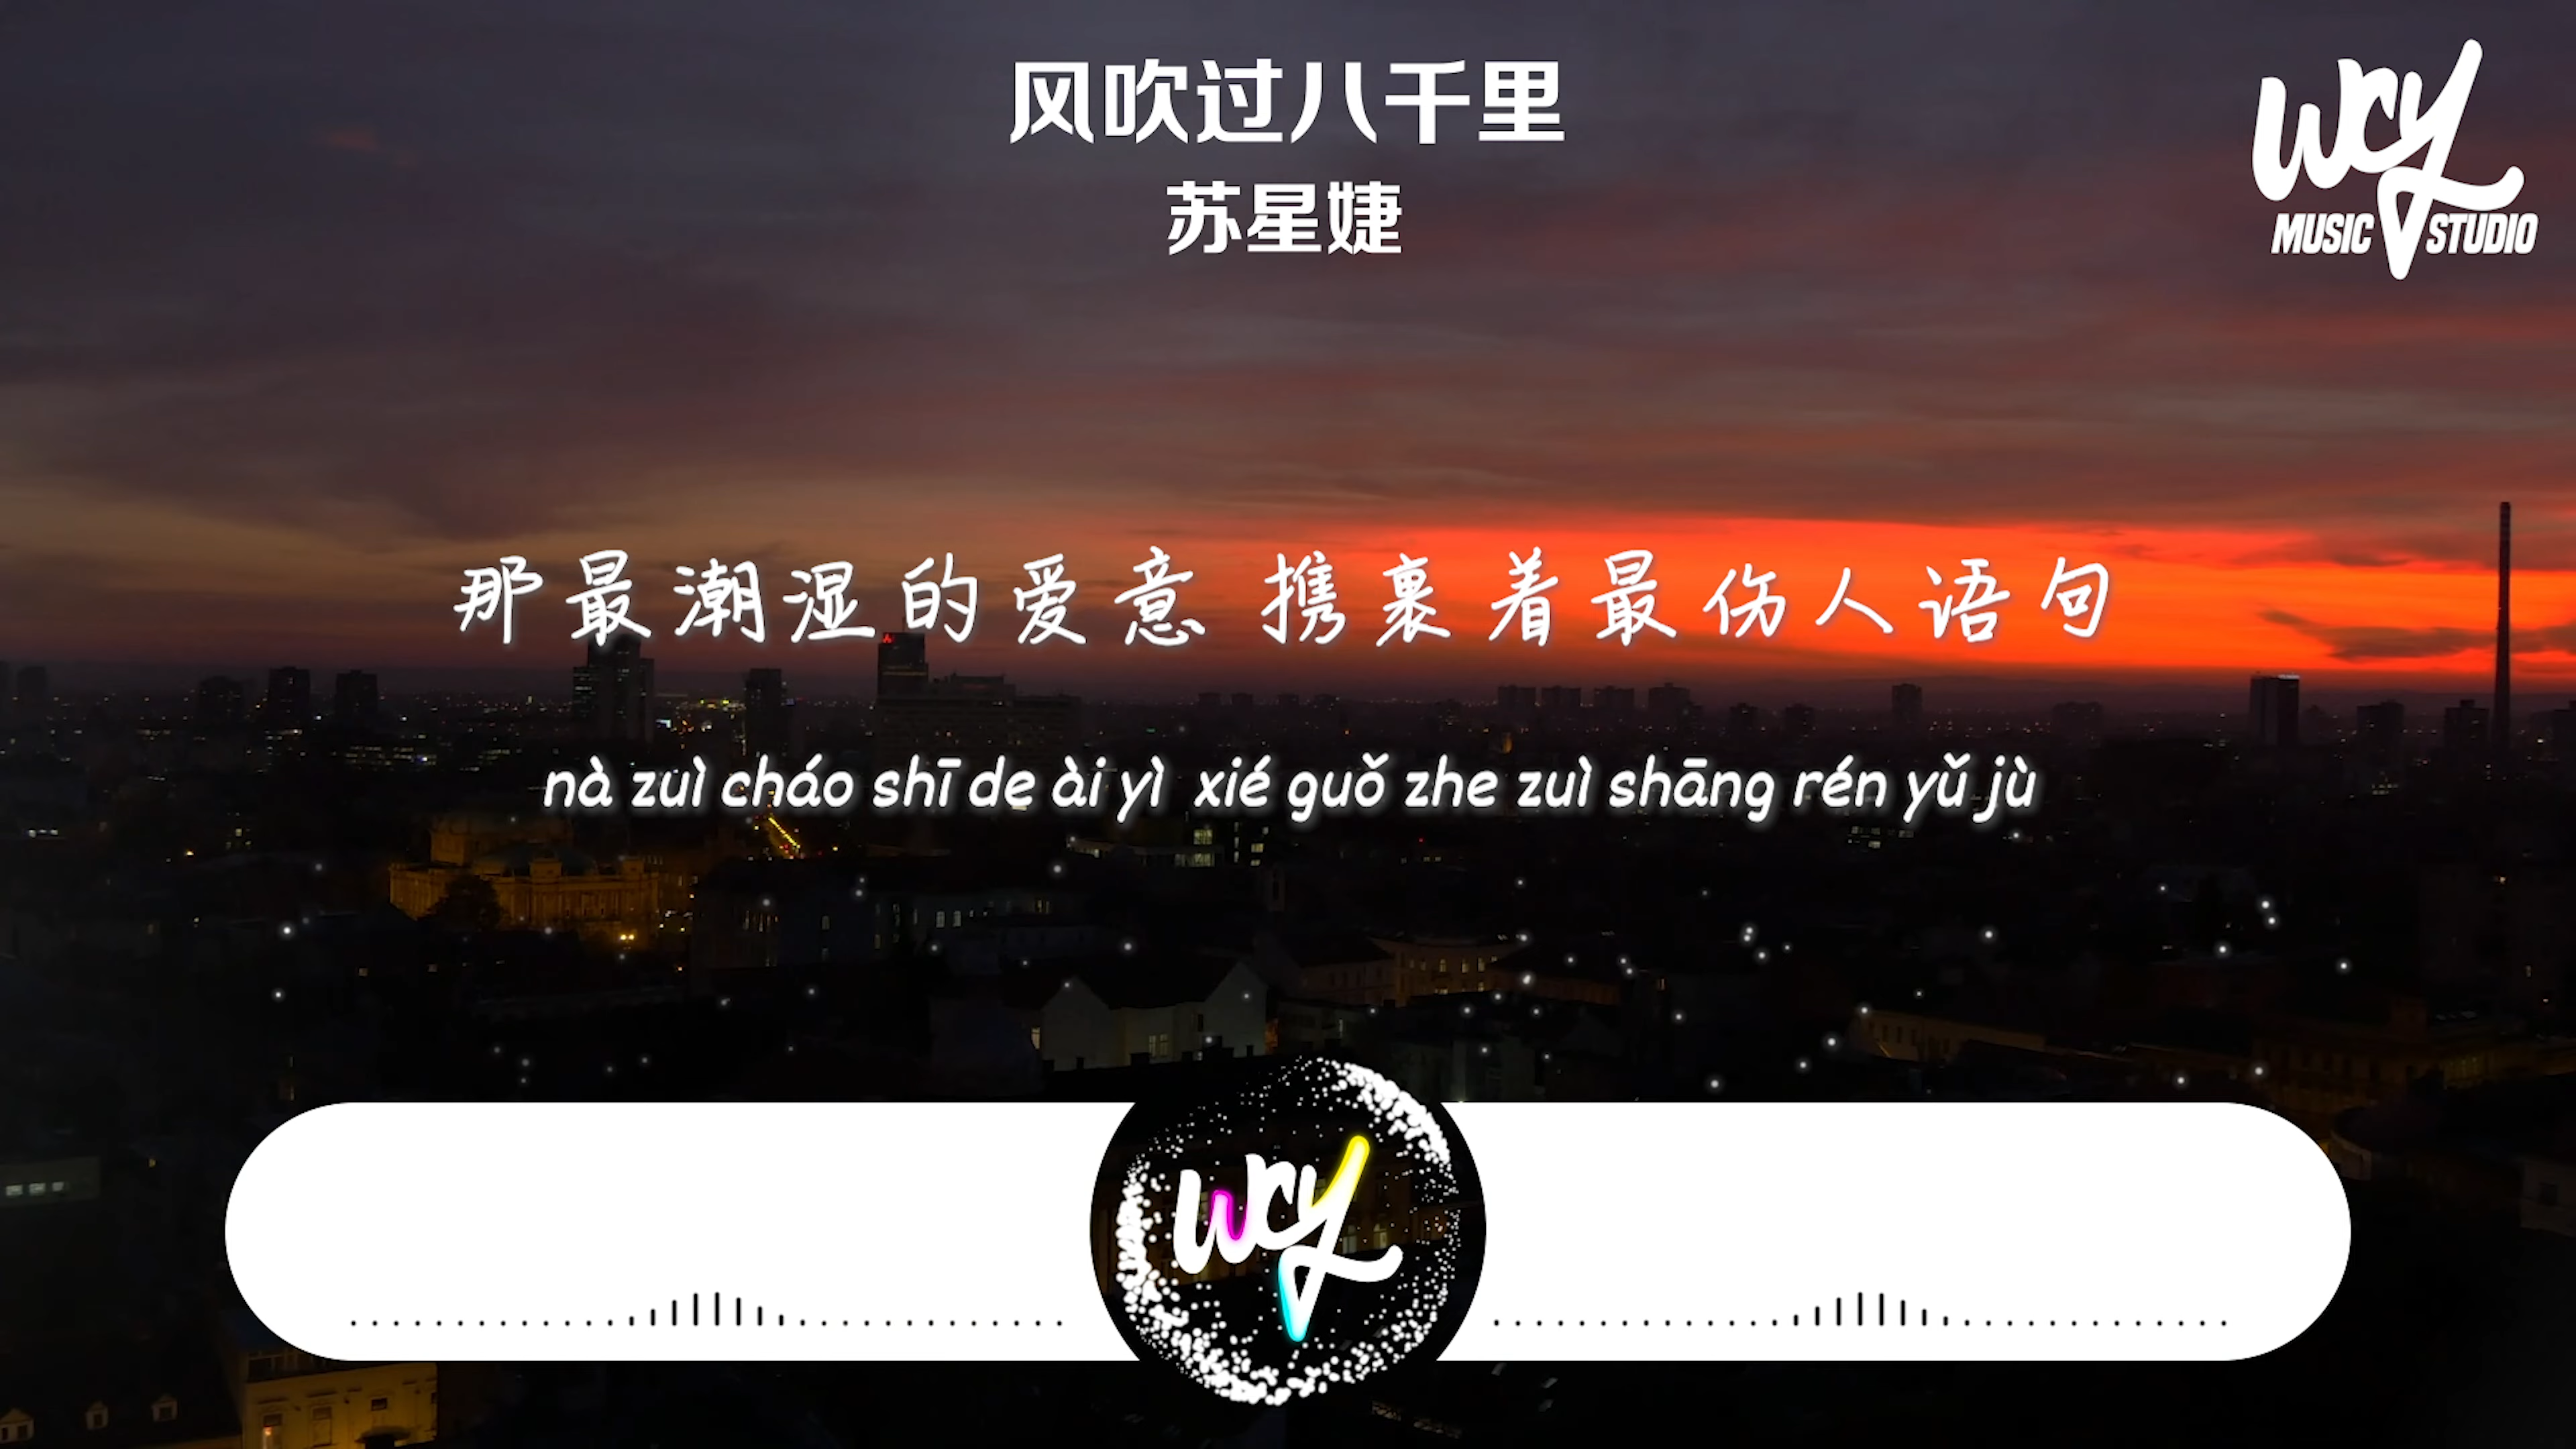 风吹过八千里
苏星婕
WCY
MUSIC STUDIO
那最潮湿的爱意 携裹着最伤人语句
nà zuì cháo shī de ài yì xié guǒ zhe zuì shāng rén yǔ jù
WCY